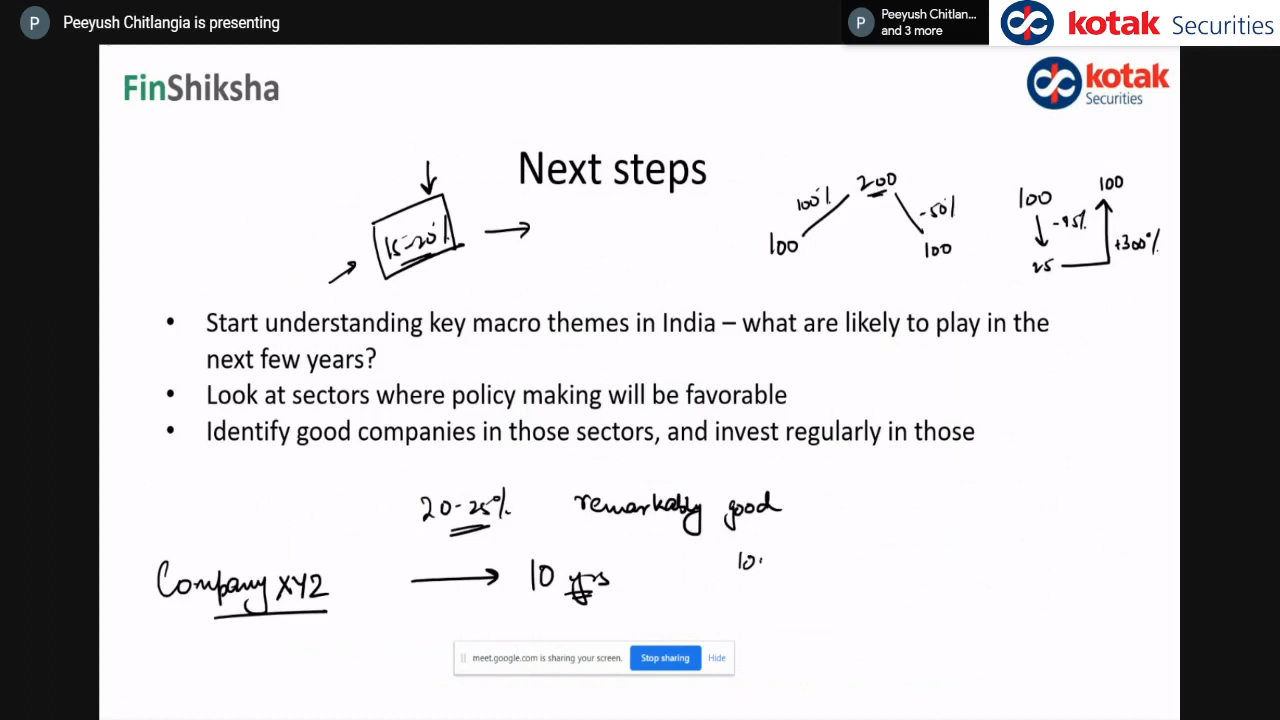 P Peeyush Chitlangia is presenting
P Peeyush Chitlan...
and 3 more
kotak Securities
FinShiksha
kotak
Securities
Next steps
15-20%
100% 200 -50%
100 100
100 100
+300%
25
• Start understanding key macro themes in India – what are likely to play in the
next few years?
• Look at sectors where policy making will be favorable
• Identify good companies in those sectors, and invest regularly in those
20-25% remarkably good
10.
Company XYZ 10 yrs
meet.google.com is sharing your screen. Stop sharing Hide